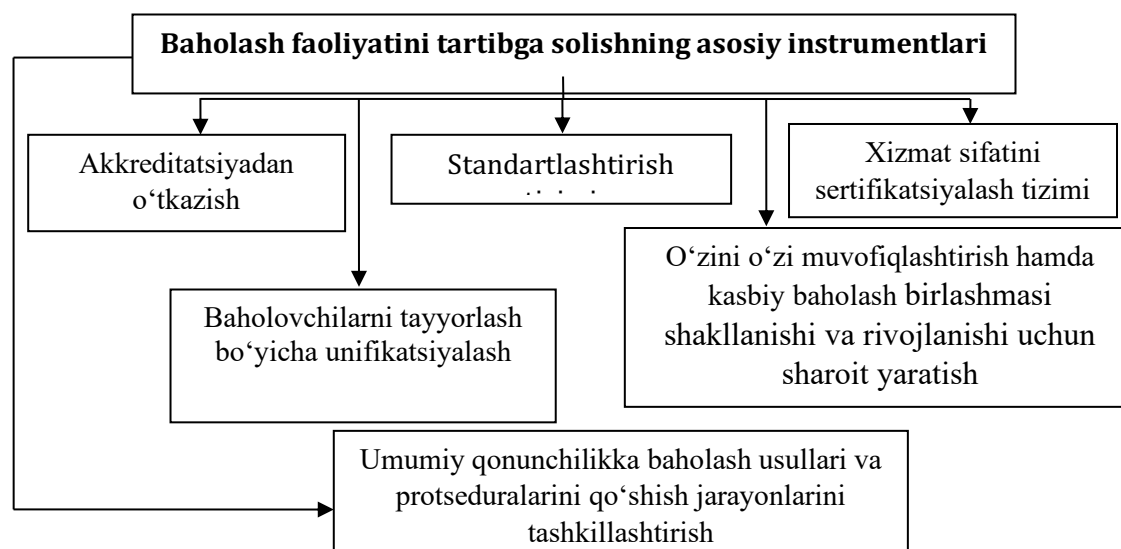 Baholash faoliyatini tartibga solishning asosiy instrumentlari
Akkreditatsiyadan
o‘tkazish
Standartlashtirish
Xizmat sifatini
sertifikatsiyalash tizimi
Baholovchilarni tayyorlash
bo‘yicha unifikatsiyalash
O‘zini o‘zi muvofiqlashtirish hamda
kasbiy baholash birlashmasi
shakllanishi va rivojlanishi uchun
sharoit yaratish
Umumiy qonunchilikka baholash usullari va
protseduralarini qo‘shish jarayonlarini
tashkillashtirish